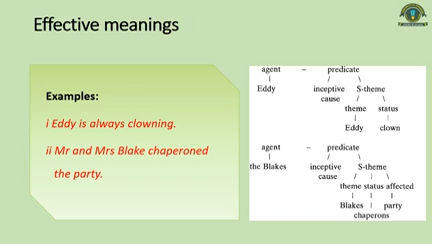 Effective meanings
Examples:
i Eddy is always clowning.
ii Mr and Mrs Blake chaperoned
the party.
agent – predicate
Eddy inceptive S-theme
cause
theme status
Eddy clown
agent – predicate
the Blakes inceptive S-theme
cause
theme status affected
Blakes party
chaperons